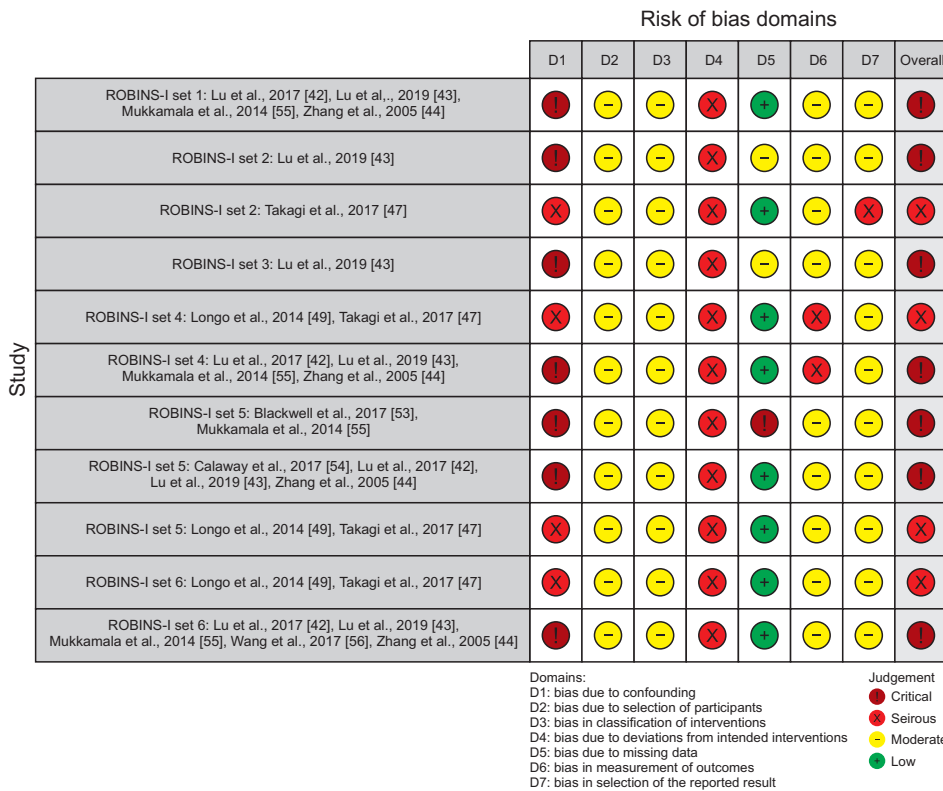 Risk of bias domains
D1 D2 D3 D4 D5 D6 D7 Overall
Study
ROBINS-I set 1: Lu et al., 2017 [42], Lu et al,., 2019 [43],
Mukkamala et al., 2014 [55], Zhang et al., 2005 [44]
! − − X + − − !
ROBINS-I set 2: Lu et al., 2019 [43]
! − − X − − − !
ROBINS-I set 2: Takagi et al., 2017 [47]
X − − X + − X X
ROBINS-I set 3: Lu et al., 2019 [43]
! − − X − − − !
ROBINS-I set 4: Longo et al., 2014 [49], Takagi et al., 2017 [47]
X − − X + X − X
ROBINS-I set 4: Lu et al., 2017 [42], Lu et al., 2019 [43],
Mukkamala et al., 2014 [55], Zhang et al., 2005 [44]
! − − X + X − !
ROBINS-I set 5: Blackwell et al., 2017 [53],
Mukkamala et al., 2014 [55]
! − − X ! − − !
ROBINS-I set 5: Calaway et al., 2017 [54], Lu et al., 2017 [42],
Lu et al., 2019 [43], Zhang et al., 2005 [44]
! − − X + − − !
ROBINS-I set 5: Longo et al., 2014 [49], Takagi et al., 2017 [47]
X − − X + − − X
ROBINS-I set 6: Longo et al., 2014 [49], Takagi et al., 2017 [47]
X − − X + − − X
ROBINS-I set 6: Lu et al., 2017 [42], Lu et al., 2019 [43],
Mukkamala et al., 2014 [55], Wang et al., 2017 [56], Zhang et al., 2005 [44]
! − − X + − − !
Domains:
D1: bias due to confounding
D2: bias due to selection of participants
D3: bias in classification of interventions
D4: bias due to deviations from intended interventions
D5: bias due to missing data
D6: bias in measurement of outcomes
D7: bias in selection of the reported result
Judgement
! Critical
X Seirous
− Moderate
+ Low